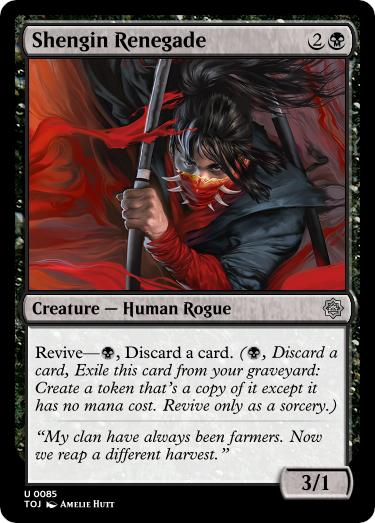 Shengin Renegade 2
Creature — Human Rogue
Revive—, Discard a card. (, Discard a
card, Exile this card from your graveyard:
Create a token that's a copy of it except it
has no mana cost. Revive only as a sorcery.)
“My clan have always been farmers. Now
we reap a different harvest.”
3/1
U 0085
TOJ Amelie Hutt